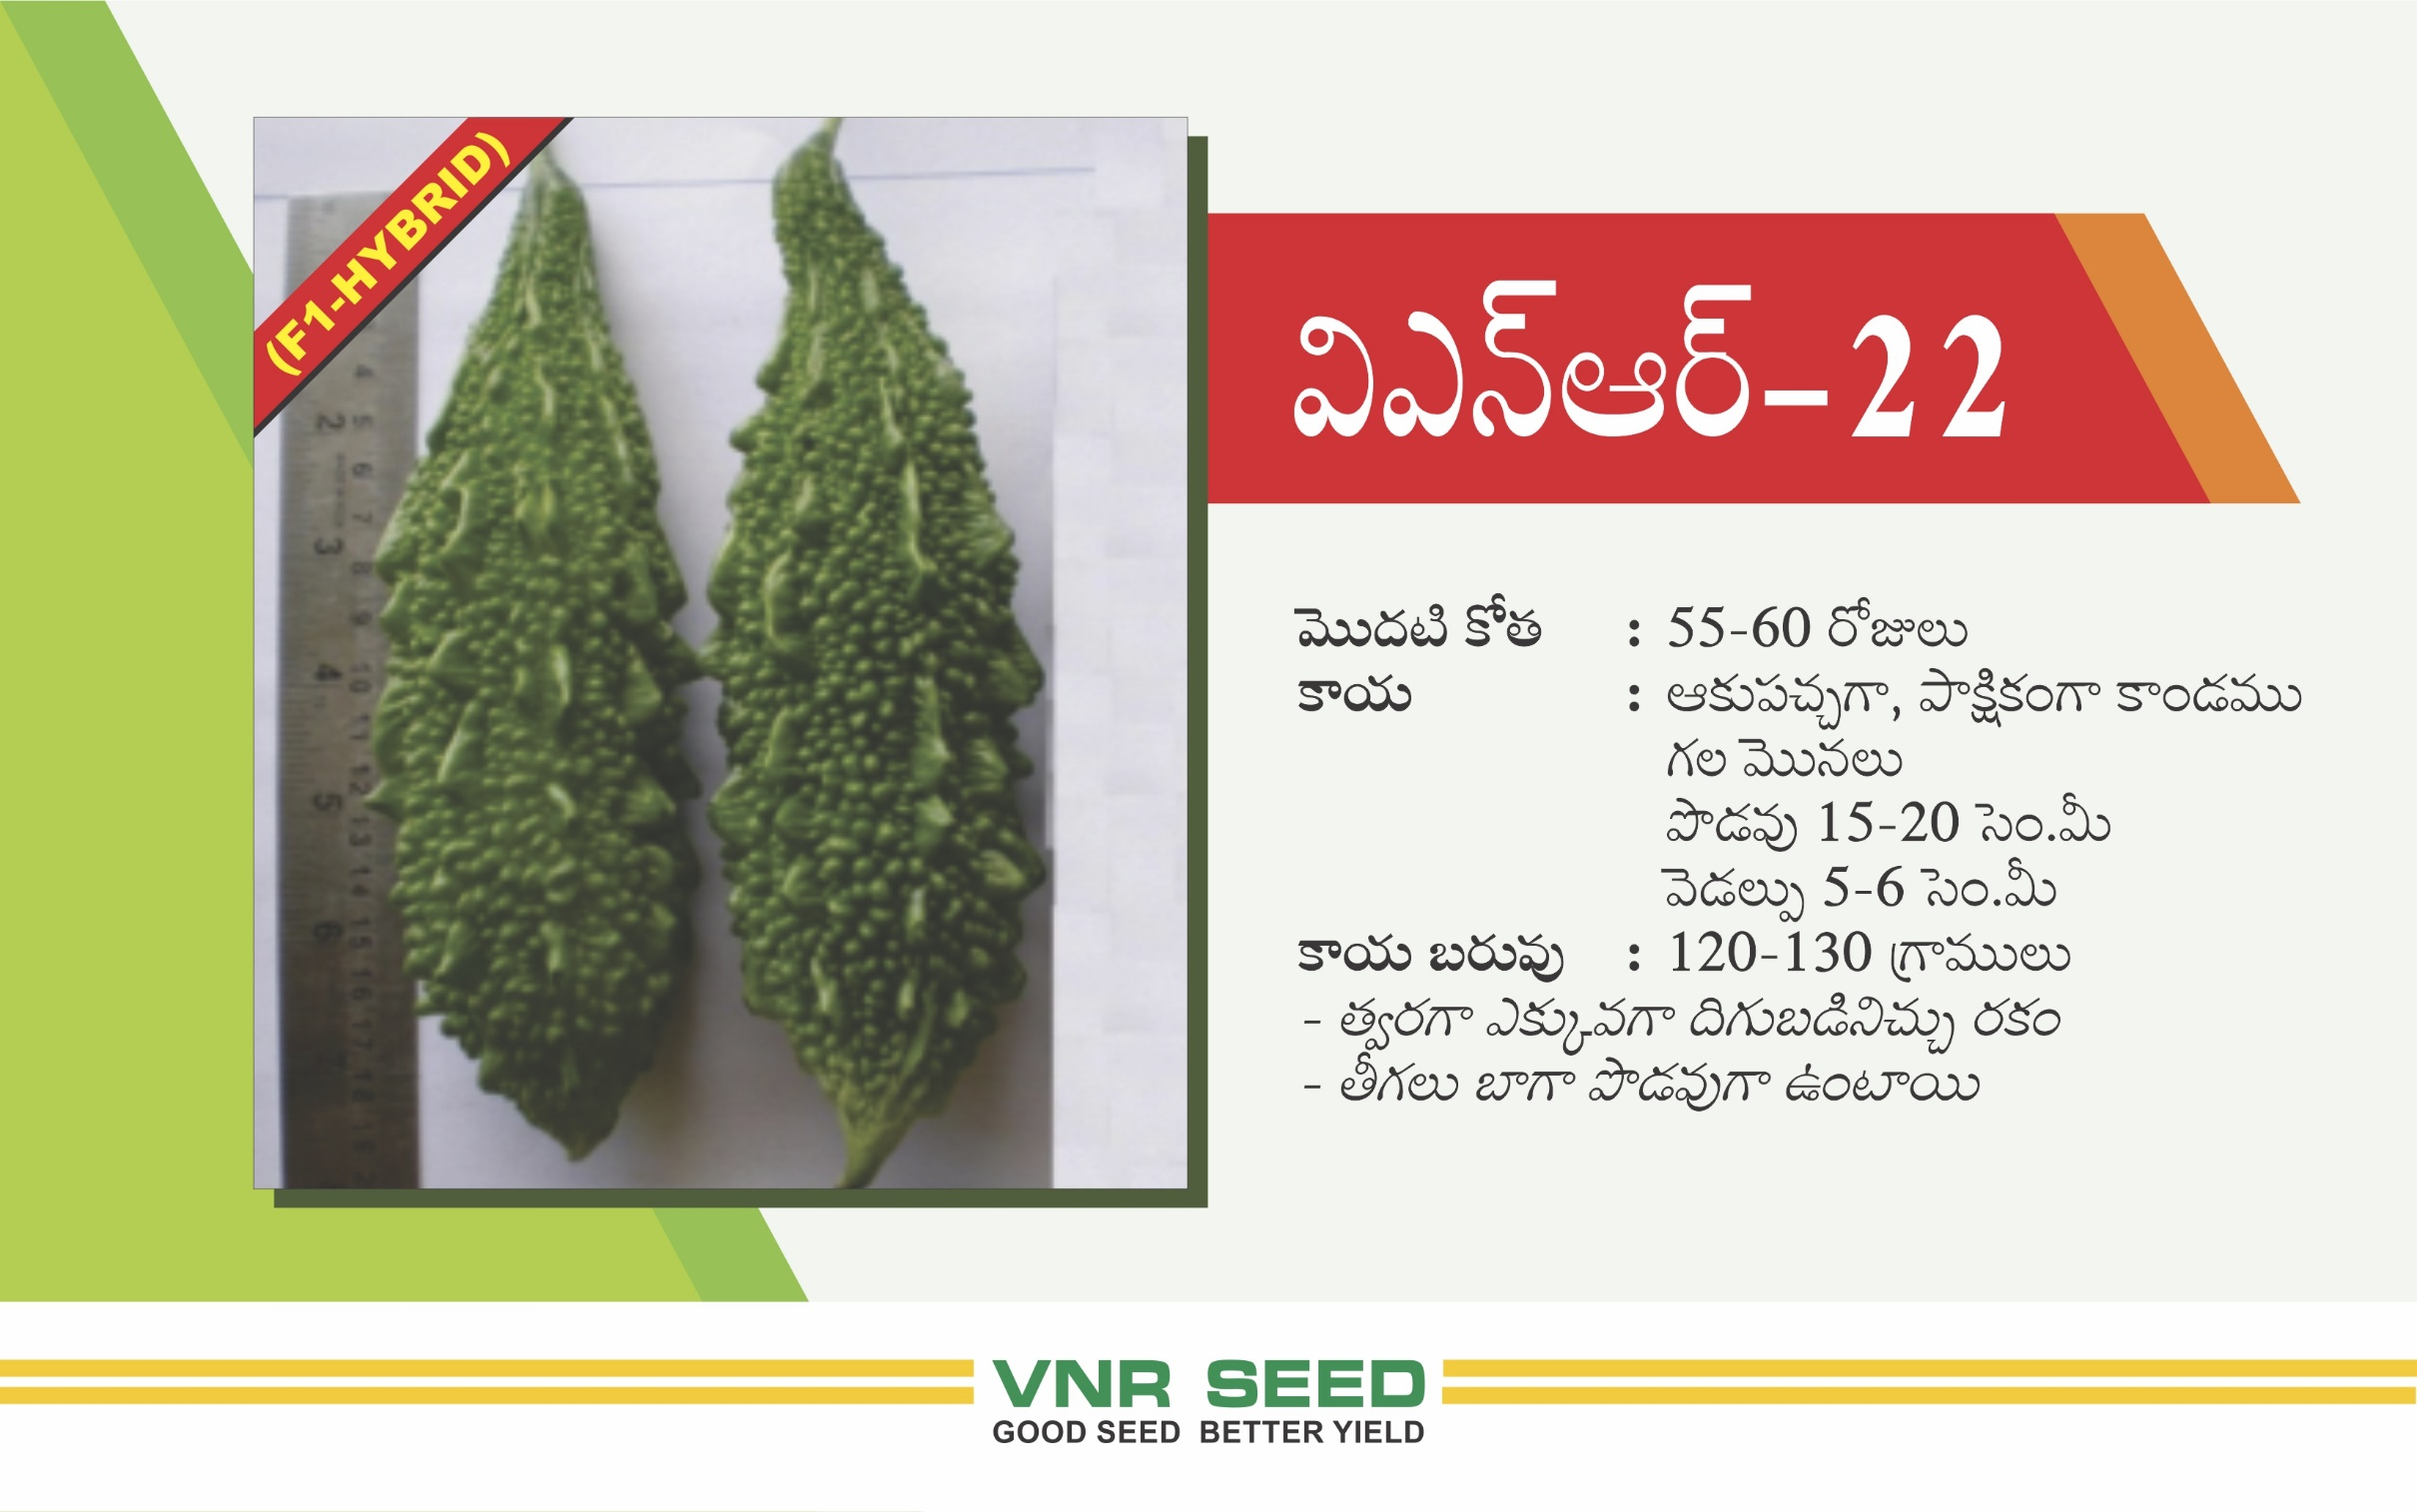 (F1-HYBRID)
విఎన్ఆర్-22
మొదటి కోత : 55-60 రోజులు
కాయ : ఆకుపచ్చగా, పాక్షికంగా కాండము
గల మొనలు
పొడవు 15-20 సెం.మీ
వెడల్పు 5-6 సెం.మీ
కాయ బరువు : 120-130 గ్రాములు
- త్వరగా ఎక్కువగా దిగుబడినిచ్చు రకం
- తీగలు బాగా పొడవుగా ఉంటాయి
VNR SEED
GOOD SEED BETTER YIELD